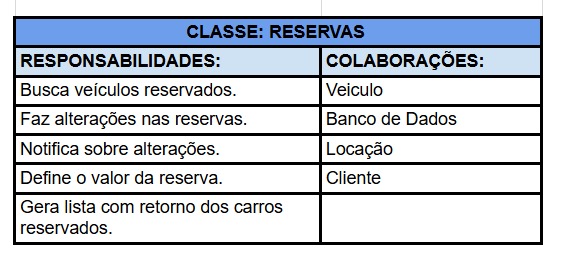 CLASSE: RESERVAS
RESPONSABILIDADES: COLABORAÇÕES:
Busca veículos reservados. Veiculo
Faz alterações nas reservas. Banco de Dados
Notifica sobre alterações. Locação
Define o valor da reserva. Cliente
Gera lista com retorno dos carros
reservados.